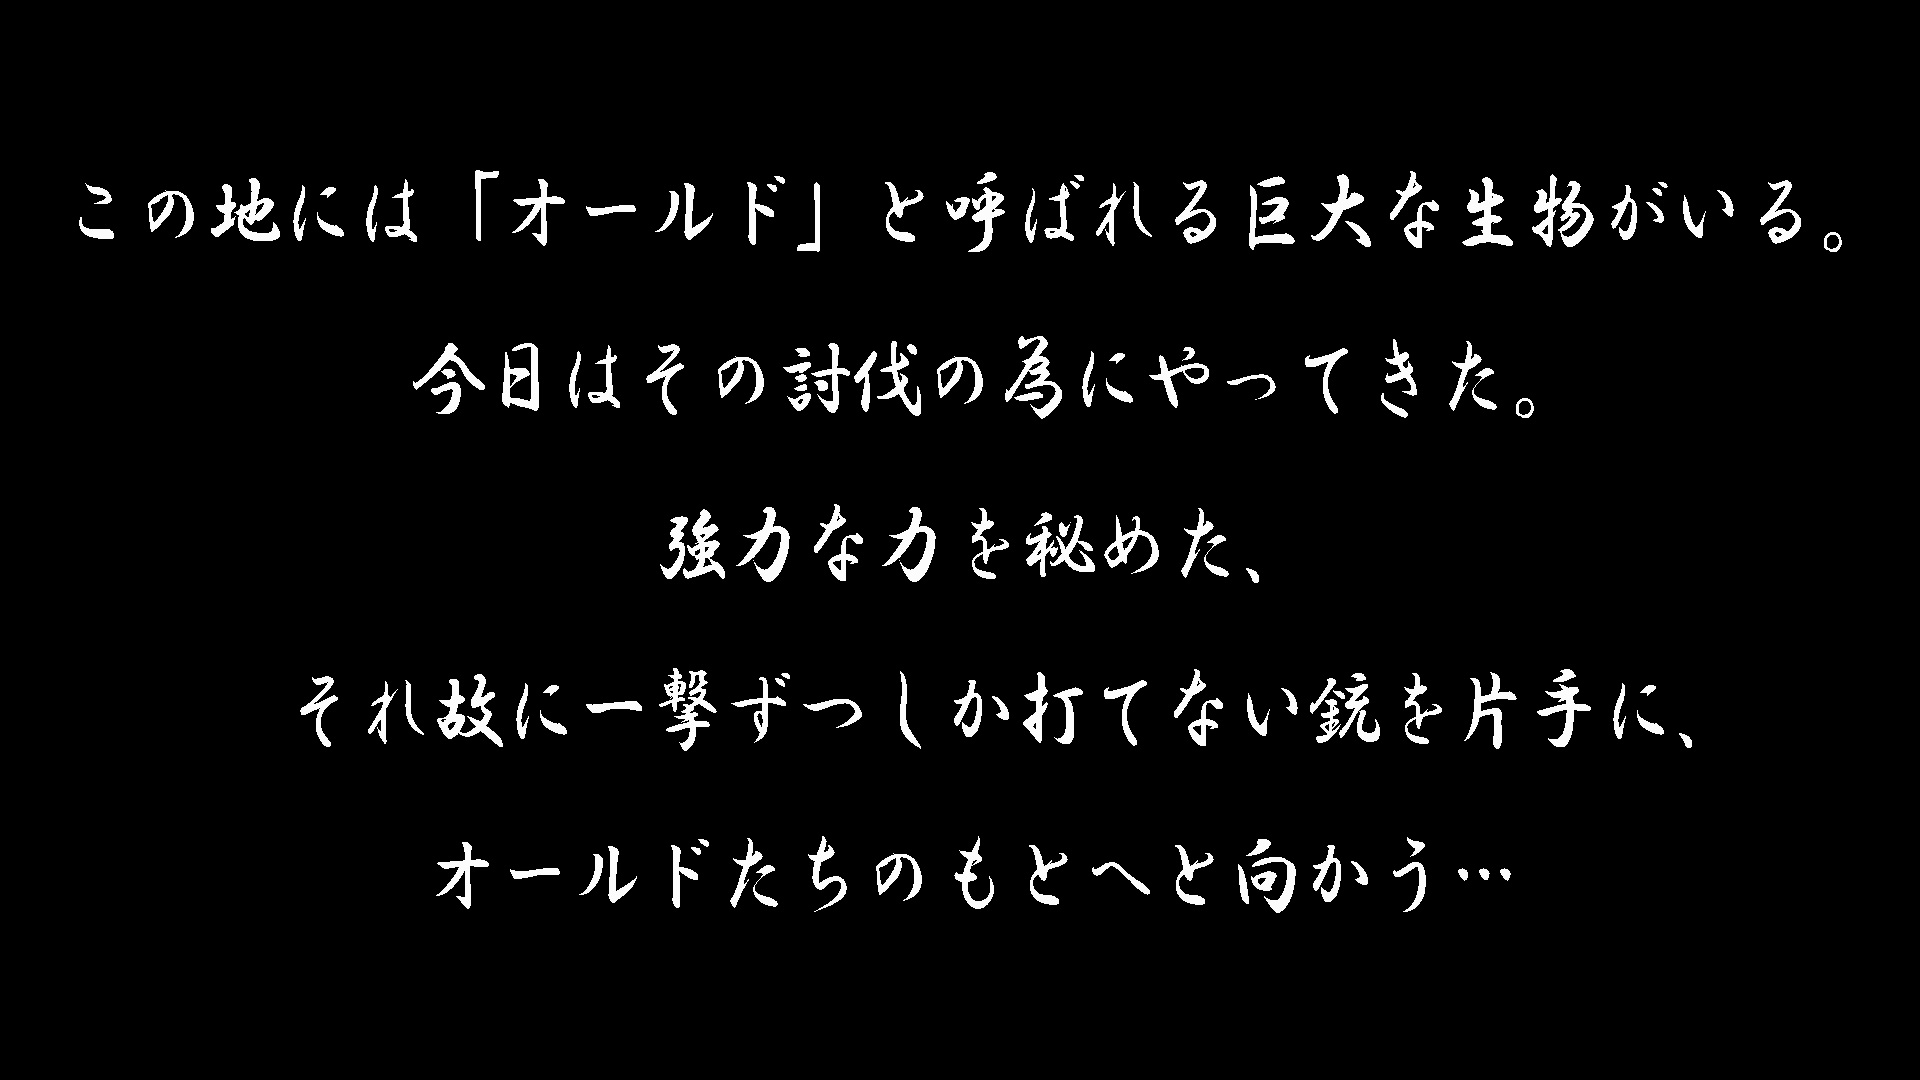 この地には「オールド」と呼ばれる巨大な生物がいる。
今日はその討伐の為にやってきた。
強力な力を秘めた、
それ故に一撃ずつしか打てない銃を片手に、
オールドたちのもとへと向かう…